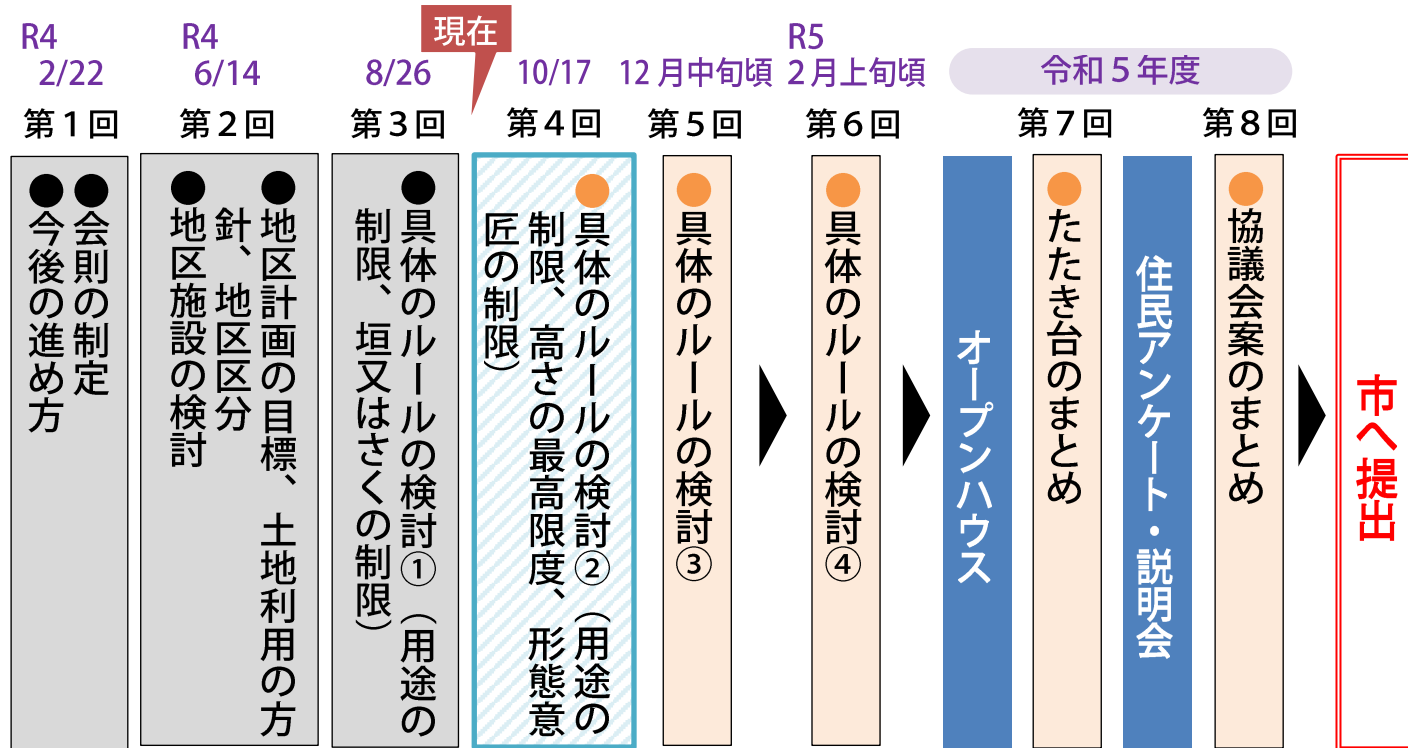 現在
R4
2/22
第1回
●会則の制定
●今後の進め方
R4
6/14
第2回
●地区計画の目標、土地利用の方
針、地区区分
●地区施設の検討
8/26
第3回
●具体のルールの検討①（用途の
制限、垣又はさくの制限）
10/17
第4回
●具体のルールの検討②（用途の
制限、高さの最高限度、形態意
匠の制限）
12月中旬頃
第5回
●具体のルールの検討③
R5
2月上旬頃
第6回
●具体のルールの検討④
令和5年度
オープンハウス
第7回
●たたき台のまとめ
住民アンケート・説明会
第8回
●協議会案のまとめ
市へ提出